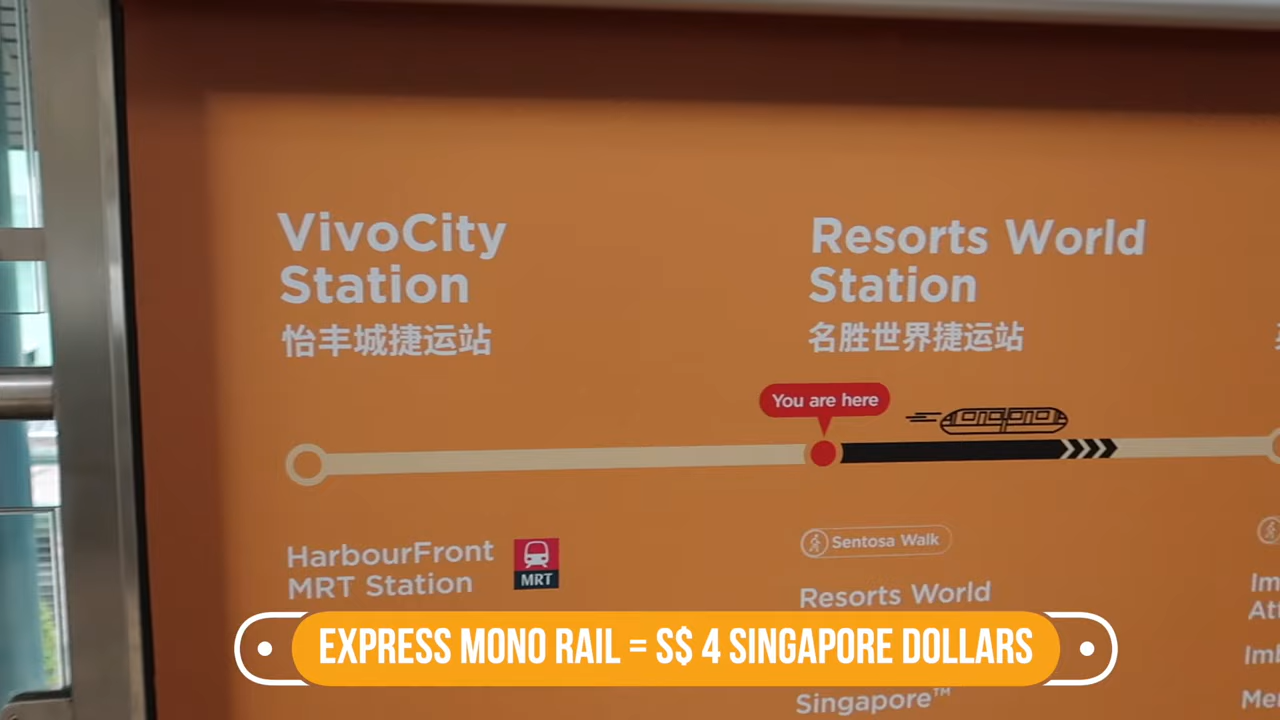 VivoCity
Station
怡丰城捷运站
Resorts World
Station
名胜世界捷运站
You are here
HarbourFront
MRT Station
MRT
Sentosa Walk
Resorts World
Singapore™
EXPRESS MONO RAIL = S$ 4 SINGAPORE DOLLARS